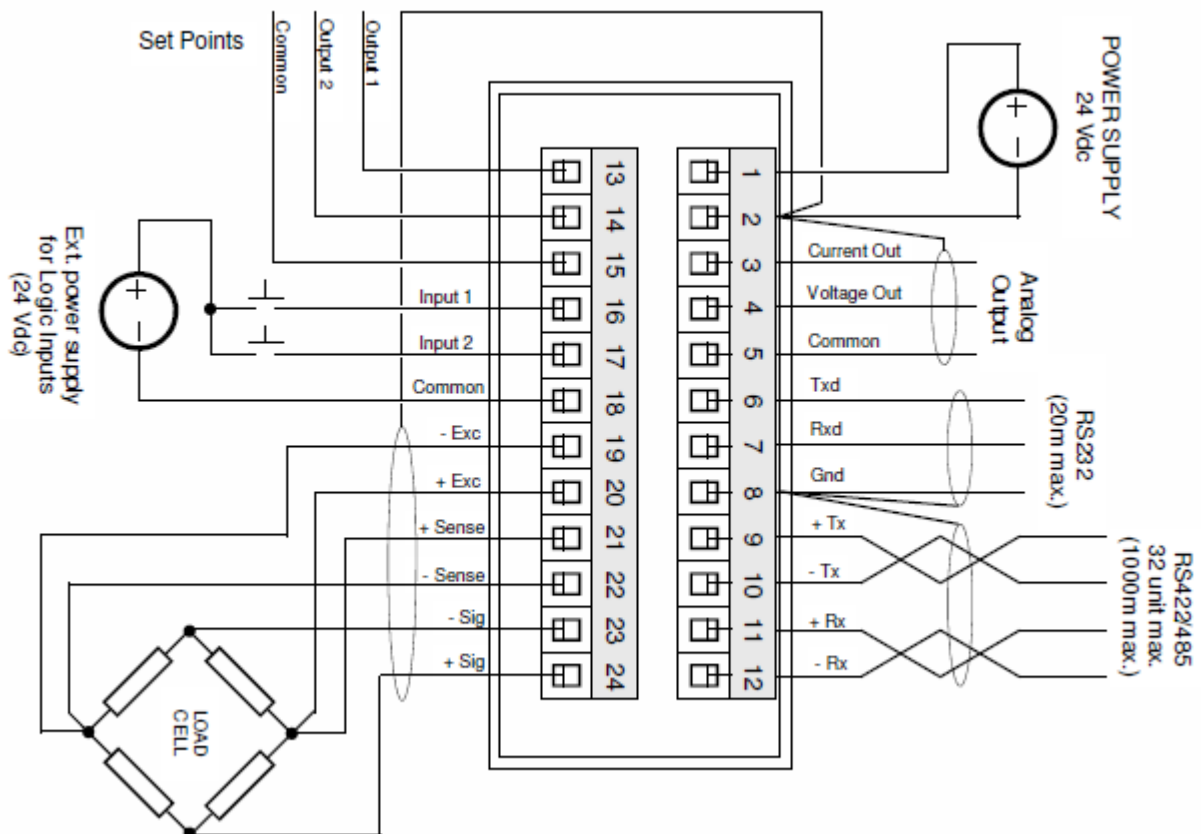 Set Points
Common
Output 2
Output 1
POWER SUPPLY
24 Vdc
+
−
13
14
15
16
17
18
19
20
21
22
23
24
1
2
3
4
5
6
7
8
9
10
11
12
Ext. power supply
for Logic Inputs
(24 Vdc)
+
−
Input 1
Input 2
Common
- Exc
+ Exc
+ Sense
- Sense
- Sig
+ Sig
LOAD
CELL
Current Out
Voltage Out
Common
Analog
Output
Txd
Rxd
Gnd
RS232
(20m max.)
+ Tx
- Tx
+ Rx
- Rx
RS422/485
32 unit max.
(1000m max.)